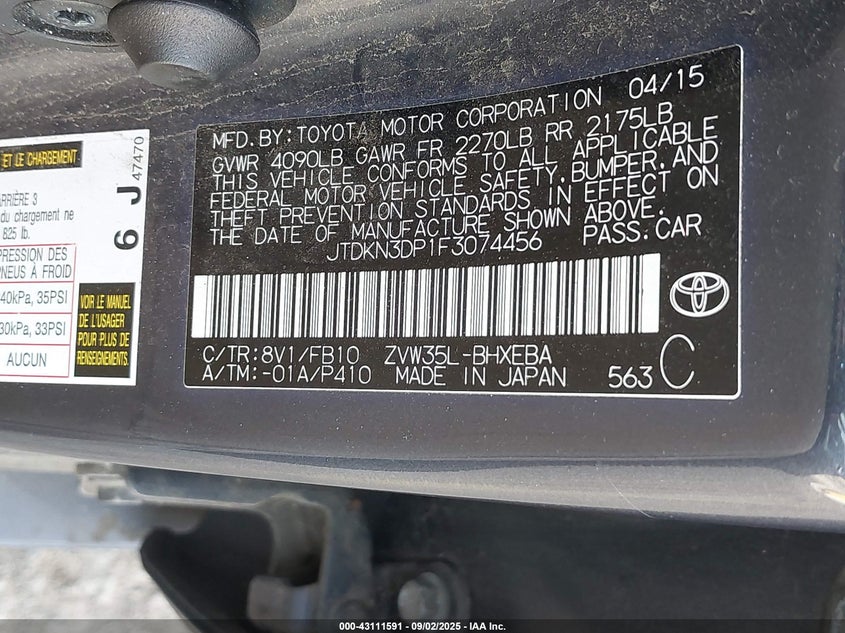 MFD.BY:TOYOTA MOTOR CORPORATION 04/15
GVWR 4090LB GAWR FR 2270LB RR 2175LB
THIS VEHICLE CONFORMS TO ALL APPLICABLE
FEDERAL MOTOR VEHICLE SAFETY,BUMPER,AND
THEFT PREVENTION STANDARDS IN EFFECT ON
THE DATE OF MANUFACTURE SHOWN ABOVE.
JTDKN3DP1F3074456 PASS.CAR
C/TR:8V1/FB10 ZVW35L-BHXEBA
A/TM:-01A/P410 MADE IN JAPAN 563 C
ET LE CHARGEMENT
ARRIÈRE 3
du chargement ne
825 lb.
PRESSION DES
PNEUS À FROID
40kPa, 35PSI
30kPa, 33PSI
AUCUN
VOIR LE MANUEL
DE L'USAGER
POUR PLUS DE
RENSEIGNEMENTS.
6 J 47470
000-43111591 - 09/02/2025 - IAA Inc.